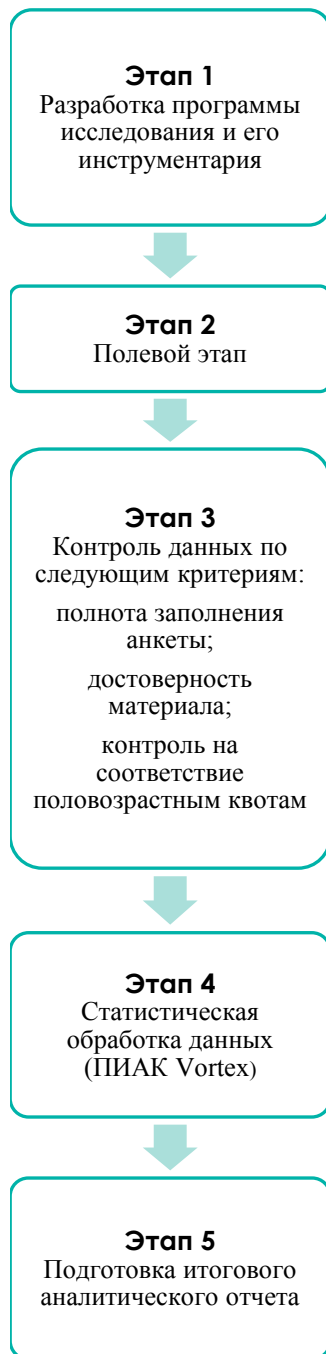 Этап 1
Разработка программы
исследования и его
инструментария
Этап 2
Полевой этап
Этап 3
Контроль данных по
следующим критериям:
полнота заполнения
анкеты;
достоверность
материала;
контроль на
соответствие
половозрастным квотам
Этап 4
Статистическая
обработка данных
(ПИАК Vortex)
Этап 5
Подготовка итогового
аналитического отчета